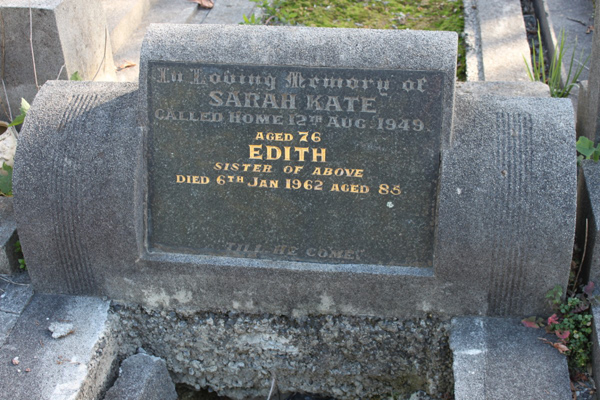 In Loving Memory of
SARAH KATE
CALLED HOME 12TH AUG. 1949.
AGED 76
EDITH
SISTER OF ABOVE
DIED 6TH JAN 1962 AGED 85
"TILL HE COME"